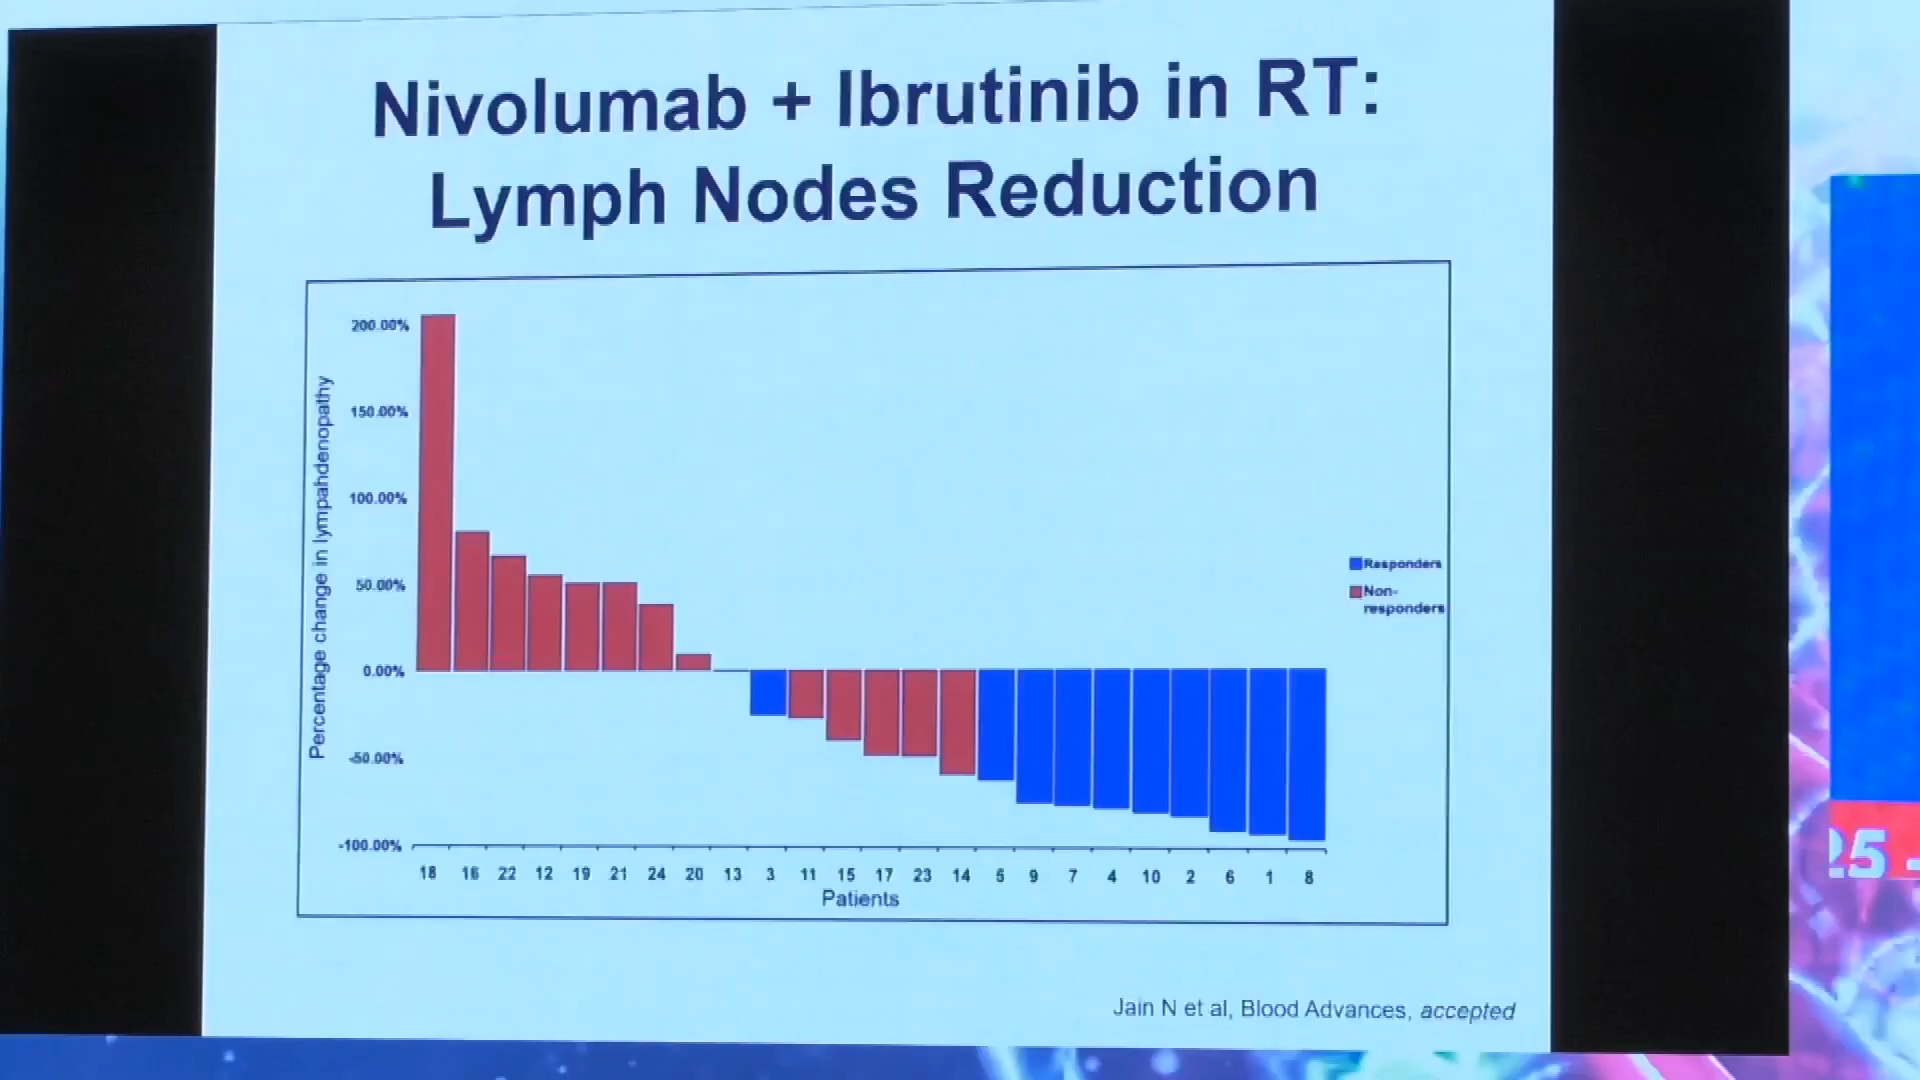 Nivolumab + Ibrutinib in RT:
Lymph Nodes Reduction
Percentage change in lympahdenopathy
200.00%
150.00%
100.00%
50.00%
0.00%
-50.00%
-100.00%
18 16 22 12 19 21 24 20 13 3 11 15 17 23 14 5 9 7 4 10 2 6 1 8
Patients
Responders
Non-
responders
Jain N et al, Blood Advances, accepted
25 -